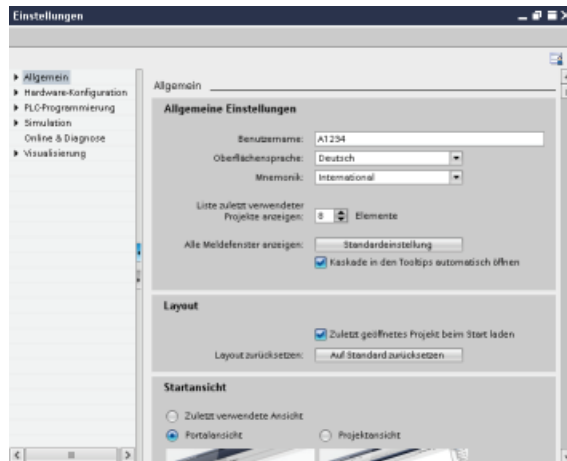 Einstellungen
Allgemein
Hardware-Konfiguration
PLC-Programmierung
Simulation
Online & Diagnose
Visualisierung
Allgemein
Allgemeine Einstellungen
Benutzername: A1234
Oberflächensprache: Deutsch
Mnemonik: International
Liste zuletzt verwendeter
Projekte anzeigen: 8 Elemente
Alle Meldefenster anzeigen: Standardeinstellung
Kaskade in den Tooltips automatisch öffnen
Layout
Zuletzt geöffnetes Projekt beim Start laden
Layout zurücksetzen: Auf Standard zurücksetzen
Startansicht
Zuletzt verwendete Ansicht
Portalansicht Projektansicht